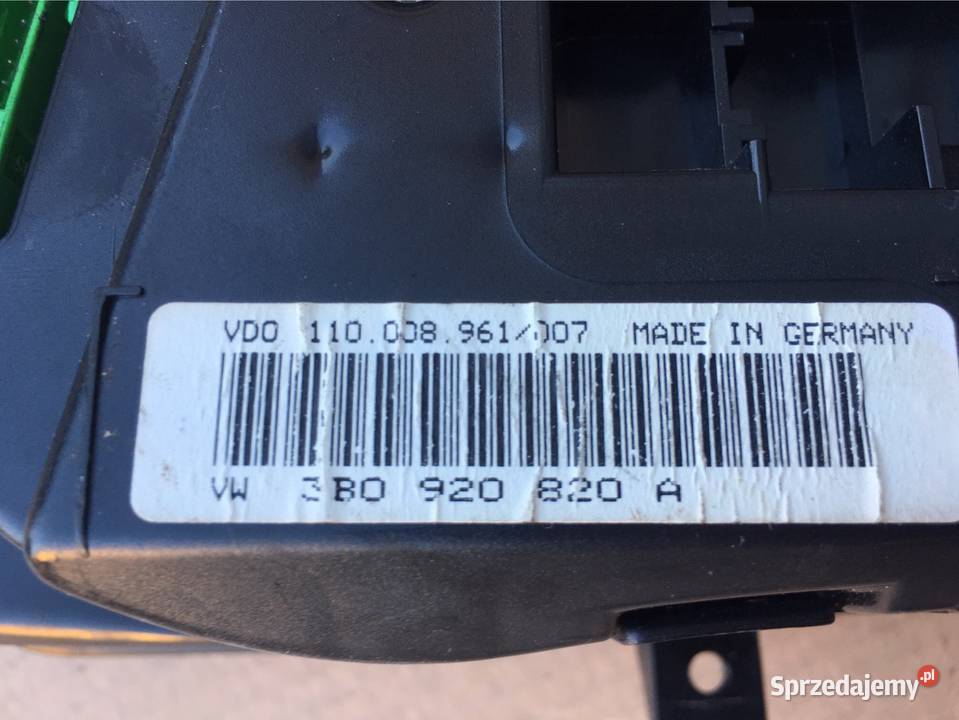 VDO 110.008.961/007 MADE IN GERMANY
VW 3B0 920 820 A
Sprzedajemy.pl